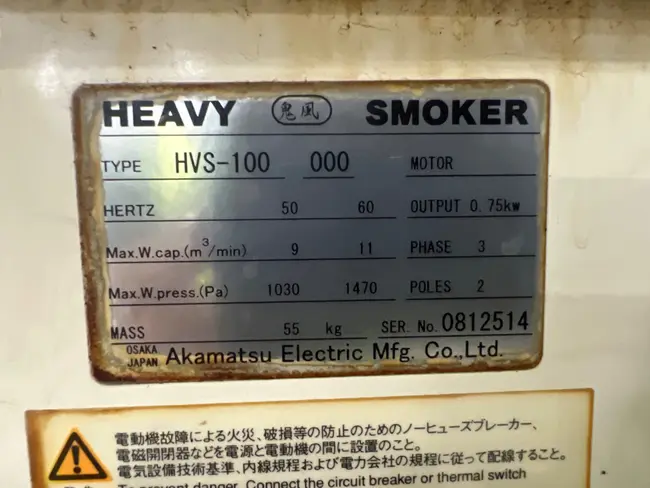 HEAVY 鬼風 SMOKER
TYPE HVS-100 000 MOTOR
HERTZ 50 60 OUTPUT 0.75kw
Max.W.cap.(m³/min) 9 11 PHASE 3
Max.W.press.(Pa) 1030 1470 POLES 2
MASS 55 kg SER. No. 0812514
OSAKA JAPAN Akamatsu Electric Mfg. Co.,Ltd.
電動機故障による火災、破損等の防止のためのノーヒューズブレーカー、
電磁開閉器などを電源と電動機の間に設置のこと。
電気設備技術基準、内線規程および電力会社の規程に従って配線すること。
To prevent danger, Connect the circuit breaker or thermal switch